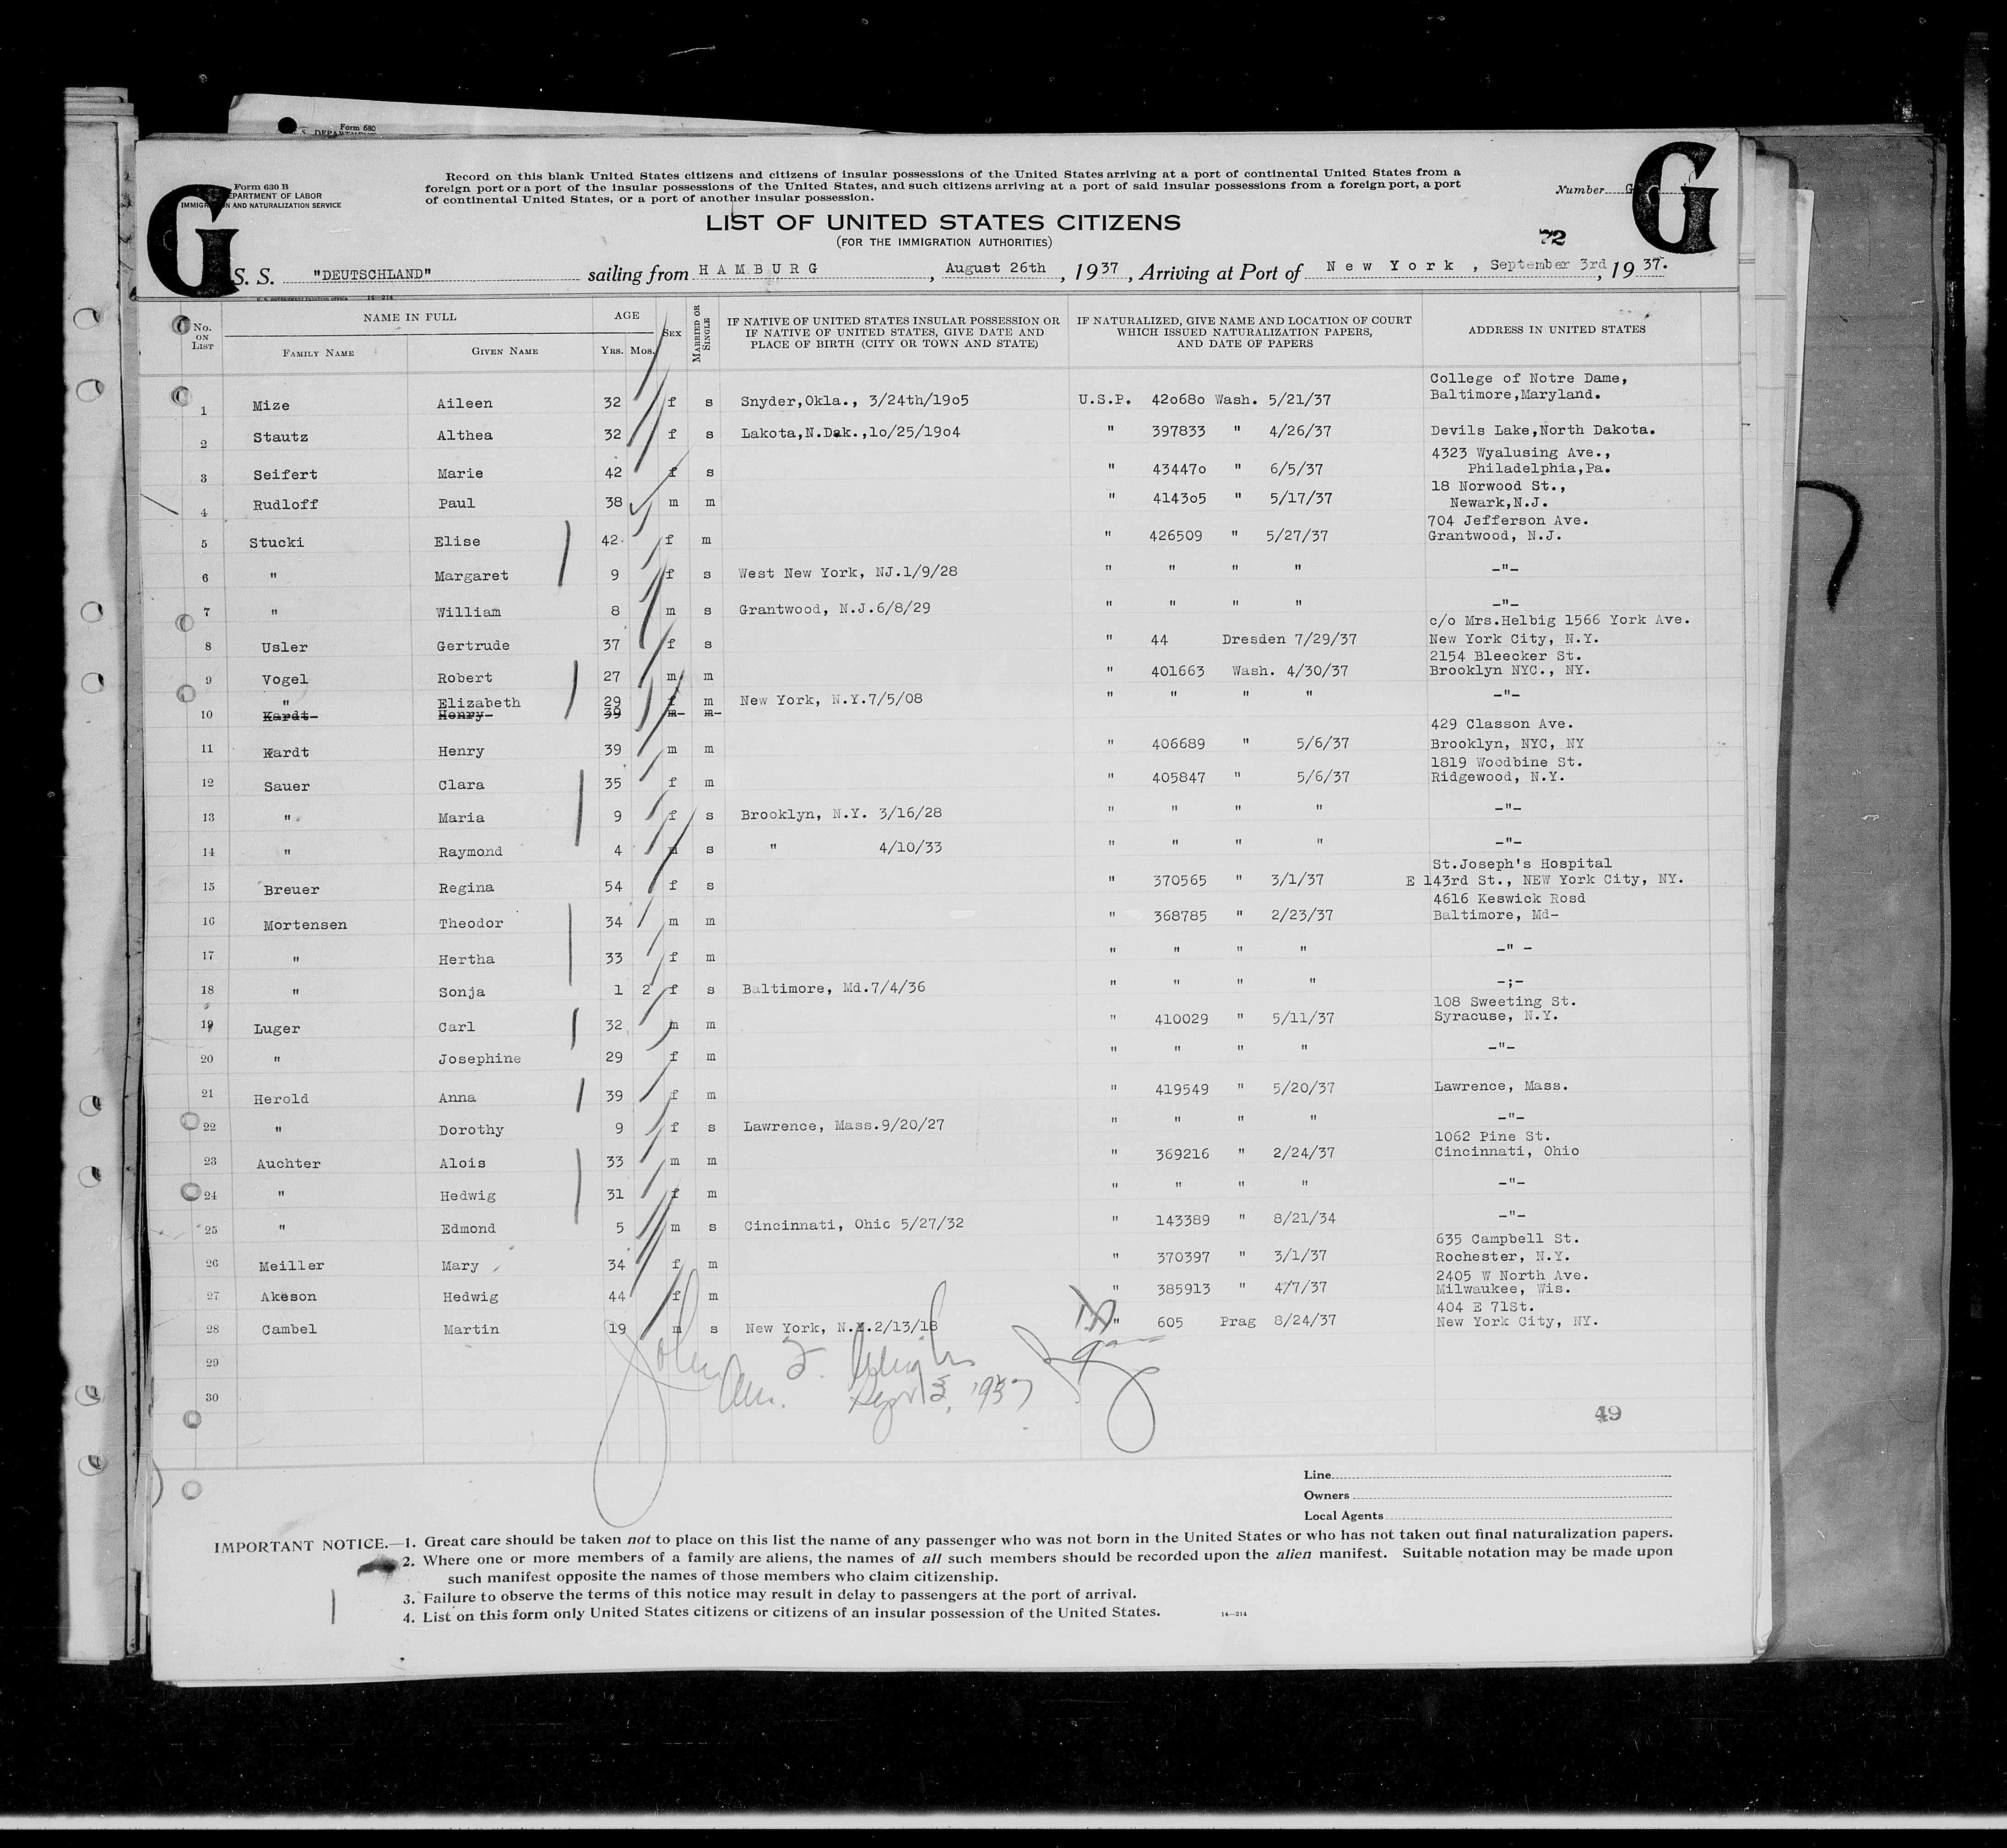 Form 680
S. DEPARTMENT
G
G
Form 630 B
DEPARTMENT OF LABOR
IMMIGRATION AND NATURALIZATION SERVICE
Record on this blank United States citizens and citizens of insular possessions of the United States arriving at a port of continental United States from a
foreign port or a port of the insular possessions of the United States, and such citizens arriving at a port of said insular possessions from a foreign port, a port
of continental United States, or a port of another insular possession.
Number G
LIST OF UNITED STATES CITIZENS
(FOR THE IMMIGRATION AUTHORITIES)
72
S. S. "DEUTSCHLAND" sailing from HAMBURG, August 26th, 1937, Arriving at Port of New York, September 3rd, 1937.
14—214
No. ON LIST
NAME IN FULL
FAMILY NAME GIVEN NAME
AGE
YRS. MOS.
SEX
MARRIED OR SINGLE
IF NATIVE OF UNITED STATES INSULAR POSSESSION OR
IF NATIVE OF UNITED STATES, GIVE DATE AND
PLACE OF BIRTH (CITY OR TOWN AND STATE)
IF NATURALIZED, GIVE NAME AND LOCATION OF COURT
WHICH ISSUED NATURALIZATION PAPERS,
AND DATE OF PAPERS
ADDRESS IN UNITED STATES
College of Notre Dame,
1 Mize Aileen 32 f s Snyder,Okla., 3/24th/19o5 U.S.P. 42o68o Wash. 5/21/37 Baltimore,Maryland.
2 Stautz Althea 32 f s Lakota,N.Dak.,1o/25/19o4 " 397833 " 4/26/37 Devils Lake,North Dakota.
4323 Wyalusing Ave.,
3 Seifert Marie 42 f s " 43447o " 6/5/37 Philadelphia,Pa.
18 Norwood St.,
4 Rudloff Paul 38 m m " 4143o5 " 5/17/37 Newark,N.J.
704 Jefferson Ave.
5 Stucki Elise 42 f m " 426509 " 5/27/37 Grantwood, N.J.
6 " Margaret 9 f s West New York, NJ.1/9/28 " " " " -"-
7 " William 8 m s Grantwood, N.J.6/8/29 " " " " -"-
c/o Mrs.Helbig 1566 York Ave.
8 Usler Gertrude 37 f s " 44 Dresden 7/29/37 New York City, N.Y.
2154 Bleecker St.
9 Vogel Robert 27 m m " 401663 Wash. 4/30/37 Brooklyn NYC., NY.
" Elizabeth 29 f m New York, N.Y.7/5/08 " " " " -"-
10 Kardt Henry 39 m m
429 Classon Ave.
11 Kardt Henry 39 m m " 406689 " 5/6/37 Brooklyn, NYC, NY
1819 Woodbine St.
12 Sauer Clara 35 f m " 405847 " 5/6/37 Ridgewood, N.Y.
13 " Maria 9 f s Brooklyn, N.Y. 3/16/28 " " " " -"-
14 " Raymond 4 m s " 4/10/33 " " " " -"-
St.Joseph's Hospital
15 Breuer Regina 54 f s " 370565 " 3/1/37 E 143rd St., NEW York City, NY.
4616 Keswick Rosd
16 Mortensen Theodor 34 m m " 368785 " 2/23/37 Baltimore, Md-
17 " Hertha 33 f m " " " " -" -
18 " Sonja 1 2 f s Baltimore, Md.7/4/36 " " " " -;-
108 Sweeting St.
19 Luger Carl 32 m m " 410029 " 5/11/37 Syracuse, N.Y.
20 " Josephine 29 f m " " " " -"-
21 Herold Anna 39 f m " 419549 " 5/20/37 Lawrence, Mass.
22 " Dorothy 9 f s Lawrence, Mass.9/20/27 " " " " -"-
1062 Pine St.
23 Auchter Alois 33 m m " 369216 " 2/24/37 Cincinnati, Ohio
24 " Hedwig 31 f m " " " " -"-
25 " Edmond 5 m s Cincinnati, Ohio 5/27/32 " 143389 " 8/21/34 -"-
635 Campbell St.
26 Meiller Mary 34 f m " 370397 " 3/1/37 Rochester, N.Y.
2405 W North Ave.
27 Akeson Hedwig 44 f m " 385913 " 4/7/37 Milwaukee, Wis.
404 E 71St.
28 Cambel Martin 19 m s New York, N.Y.2/13/18 " 605 Prag 8/24/37 New York City, NY.
29
John F.
30
Sept 3, 1937
49
Line
Owners
Local Agents
IMPORTANT NOTICE.—1. Great care should be taken not to place on this list the name of any passenger who was not born in the United States or who has not taken out final naturalization papers.
2. Where one or more members of a family are aliens, the names of all such members should be recorded upon the alien manifest. Suitable notation may be made upon
such manifest opposite the names of those members who claim citizenship.
3. Failure to observe the terms of this notice may result in delay to passengers at the port of arrival.
4. List on this form only United States citizens or citizens of an insular possession of the United States. 14—214